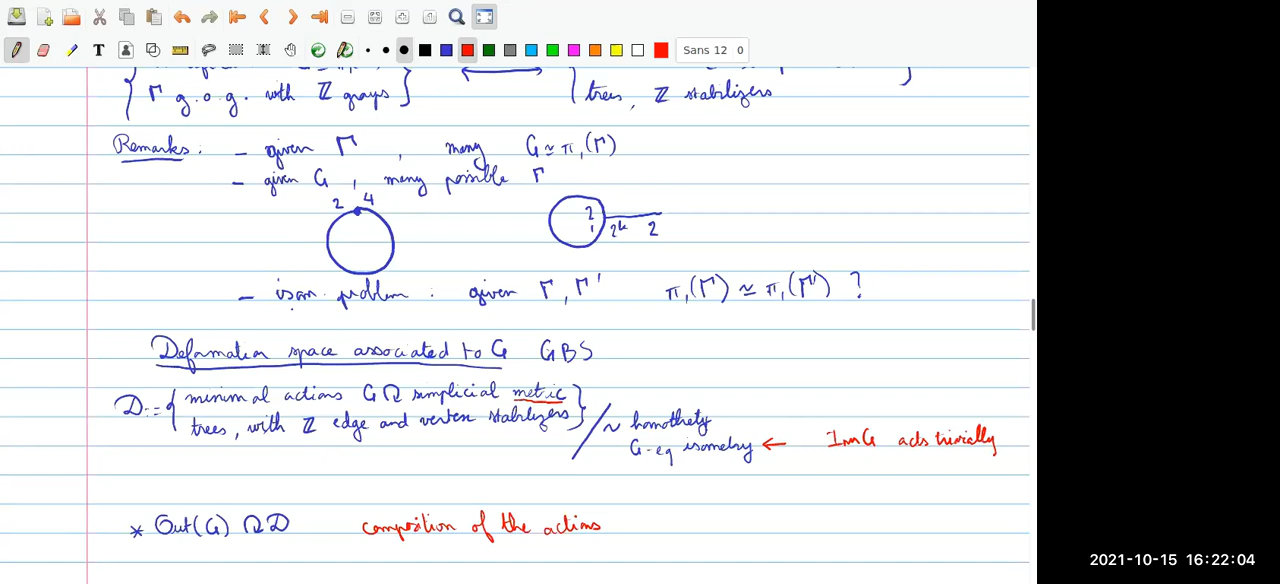 Sans 12 0
Γ g.o.g. with ℤ groups
trees, ℤ stabilizers
Remarks : - given Γ , many G ≃ π₁(Γ)
- given G , many possible Γ
2 4
2
1 2ᵏ 2
- isom. problem : given Γ, Γ' π₁(Γ) ≃ π₁(Γ') ?
Deformation space associated to G GBS
D := { minimal actions G ↷ simplicial metric
trees, with ℤ edge and vertex stabilizers } / ~ homothety
G-eq isometry ← Inn G acts trivially
* Out(G) ↷ D composition of the actions
2021-10-15 16:22:04